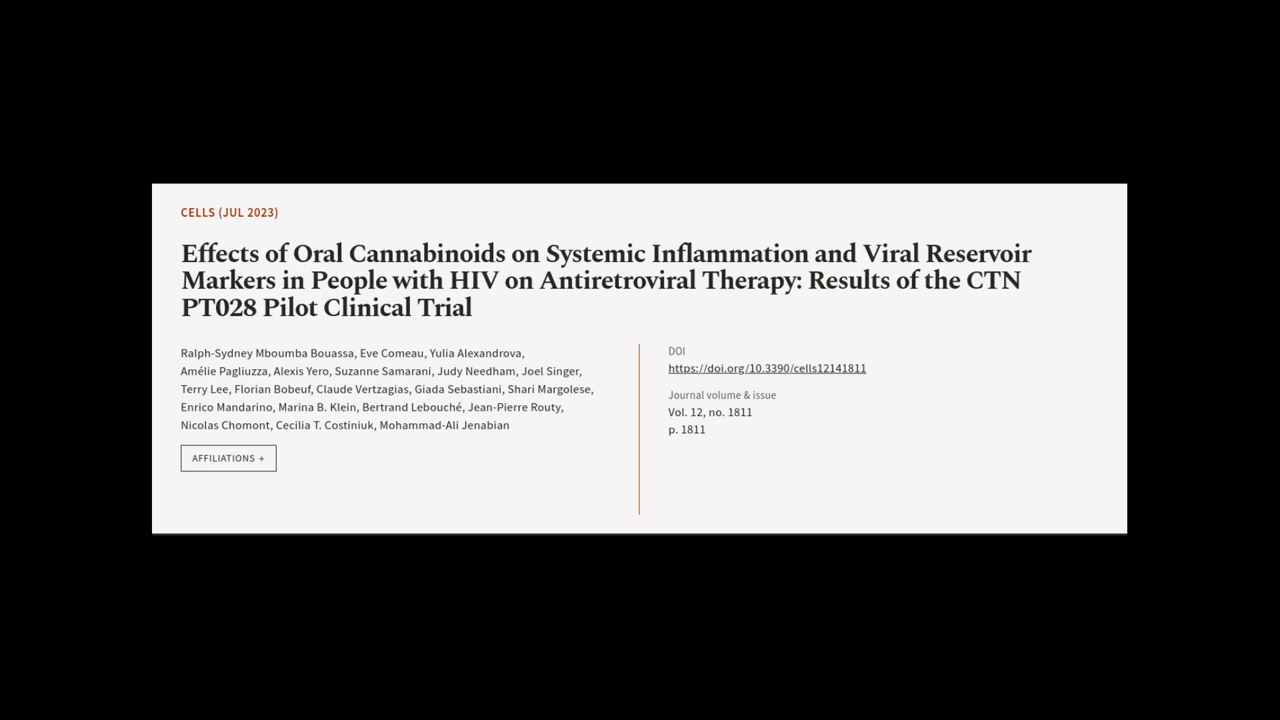 CELLS (JUL 2023)
Effects of Oral Cannabinoids on Systemic Inflammation and Viral Reservoir
Markers in People with HIV on Antiretroviral Therapy: Results of the CTN
PT028 Pilot Clinical Trial
Ralph-Sydney Mboumba Bouassa, Eve Comeau, Yulia Alexandrova,
Amélie Pagliuzza, Alexis Yero, Suzanne Samarani, Judy Needham, Joel Singer,
Terry Lee, Florian Bobeuf, Claude Vertzagias, Giada Sebastiani, Shari Margolese,
Enrico Mandarino, Marina B. Klein, Bertrand Lebouché, Jean-Pierre Routy,
Nicolas Chomont, Cecilia T. Costiniuk, Mohammad-Ali Jenabian
AFFILIATIONS +
DOI
https://doi.org/10.3390/cells12141811
Journal volume & issue
Vol. 12, no. 1811
p. 1811